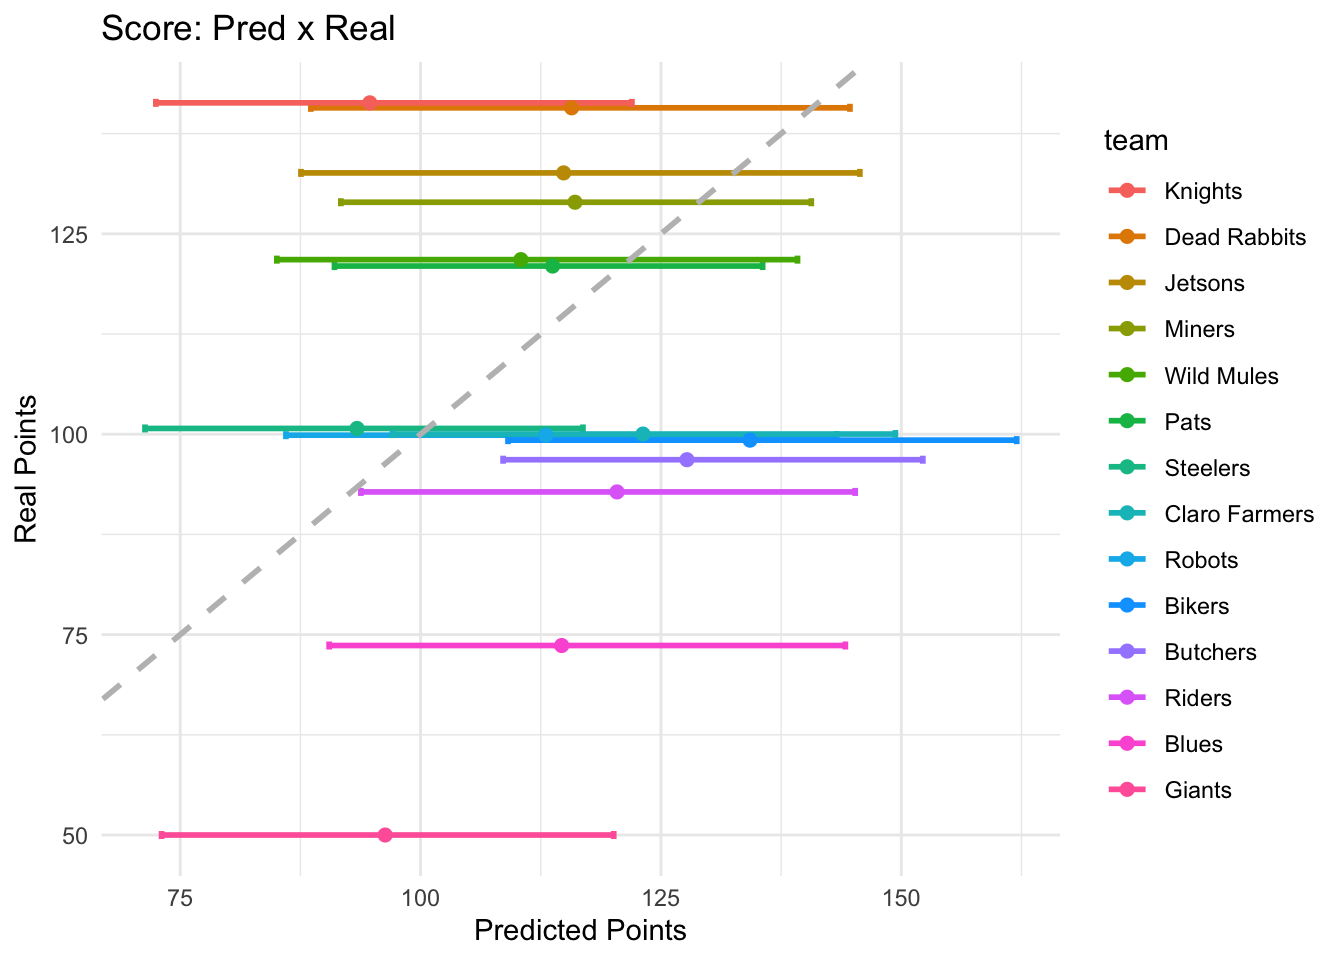 Score: Pred x Real
Real Points
125
100
75
50
75
100
125
150
Predicted Points
team
Knights
Dead Rabbits
Jetsons
Miners
Wild Mules
Pats
Steelers
Claro Farmers
Robots
Bikers
Butchers
Riders
Blues
Giants